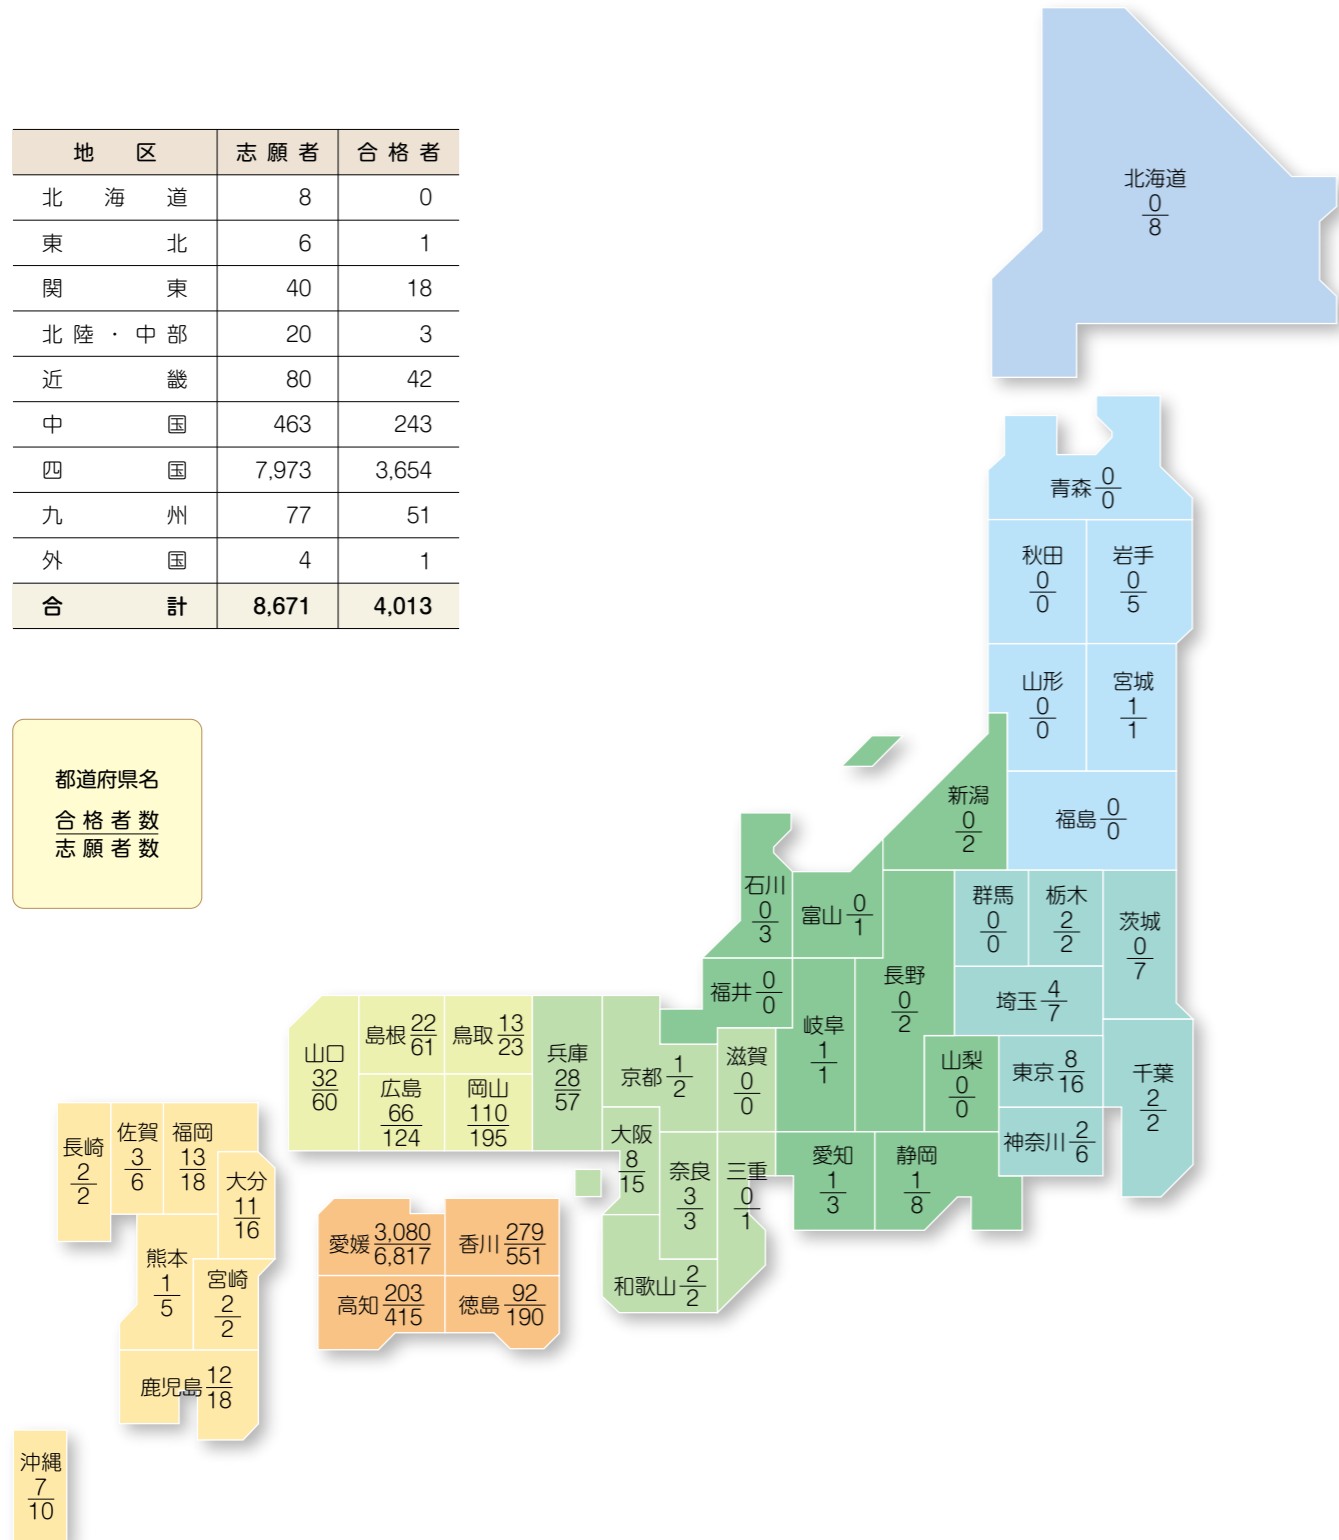 地区 志願者 合格者
北海道 8 0
東北 6 1
関東 40 18
北陸・中部 20 3
近畿 80 42
中国 463 243
四国 7,973 3,654
九州 77 51
外国 4 1
合計 8,671 4,013
都道府県名
合格者数
志願者数
北海道
0
8
青森 0
0
秋田
0
0
岩手
0
5
山形
0
0
宮城
1
1
福島 0
0
新潟
0
2
石川
0
3
富山 0
1
福井 0
0
長野
0
2
岐阜
1
1
群馬
0
0
栃木
2
2
茨城
0
7
埼玉 4
7
山梨
0
0
東京 8
16
千葉
2
2
神奈川 2
6
愛知
1
3
静岡
1
8
滋賀
0
0
京都 1
2
兵庫
28
57
大阪
8
15
奈良
3
3
三重
0
1
和歌山 2
2
山口
32
60
島根 22
61
鳥取 13
23
広島
66
124
岡山
110
195
愛媛 3,080
6,817
香川 279
551
高知 203
415
徳島 92
190
長崎
2
2
佐賀
3
6
福岡
13
18
大分
11
16
熊本
1
5
宮崎
2
2
鹿児島 12
18
沖縄
7
10